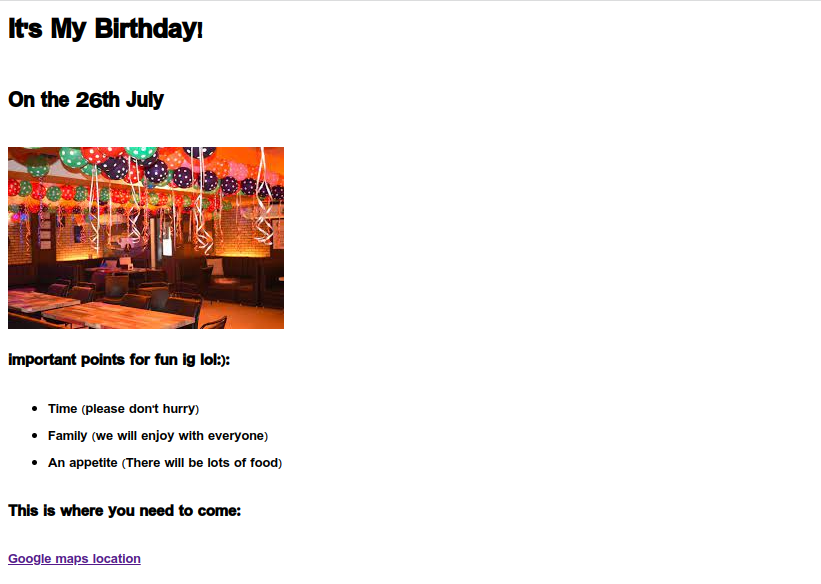 It's My Birthday!
On the 26th July
important points for fun ig lol:):
Time (please don't hurry)
Family (we will enjoy with everyone)
An appetite (There will be lots of food)
This is where you need to come:
Google maps location